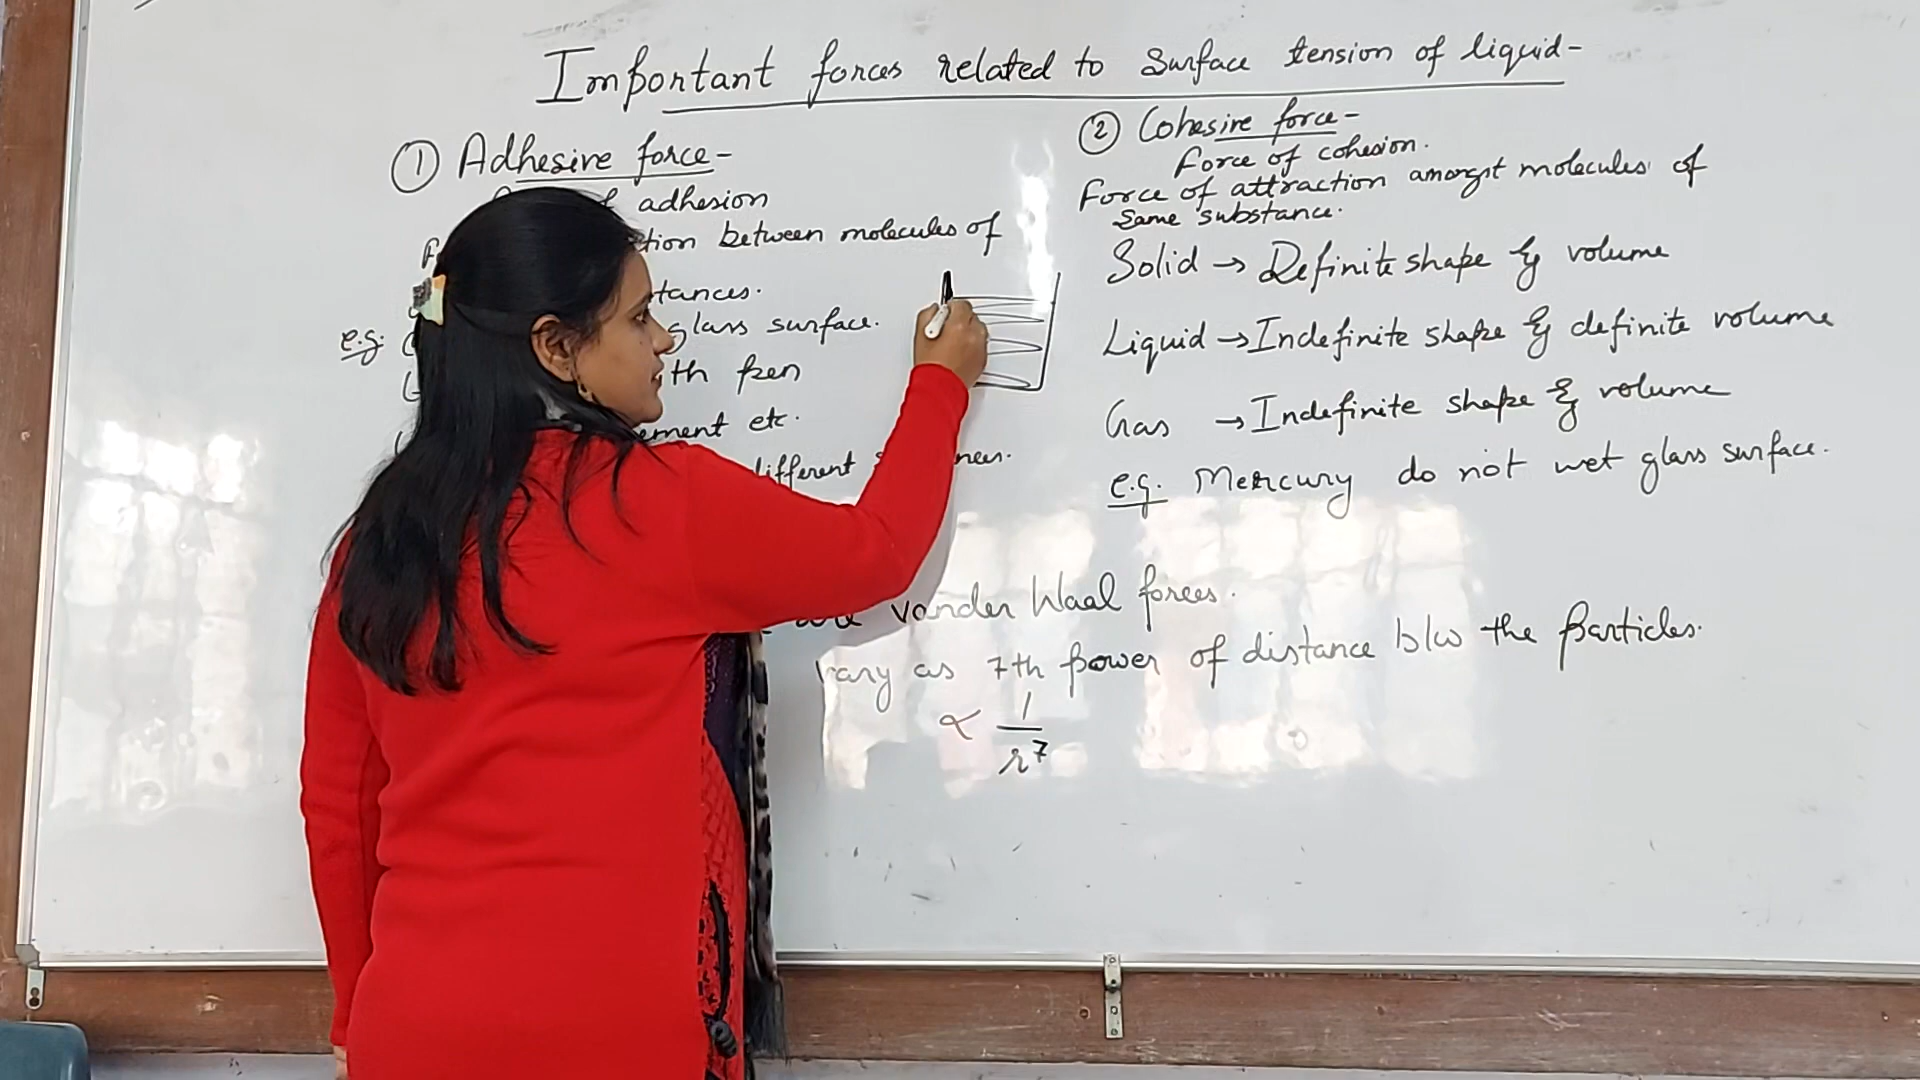 Important forces related to Surface tension of liquid-
① Adhesive force-
adhesion
between molecules of
e.g. glass surface.
pen
etc.
different
② Cohesive force-
Force of cohesion.
Force of attraction amongst molecules of
Same substance.
Solid → Definite shape & volume
Liquid → Indefinite shape & definite volume
Gas → Indefinite shape & volume
e.g. Mercury do not wet glass surface.
vander Waal forces.
vary as 7th power of distance b/w the particles.
∝ 1/r⁷